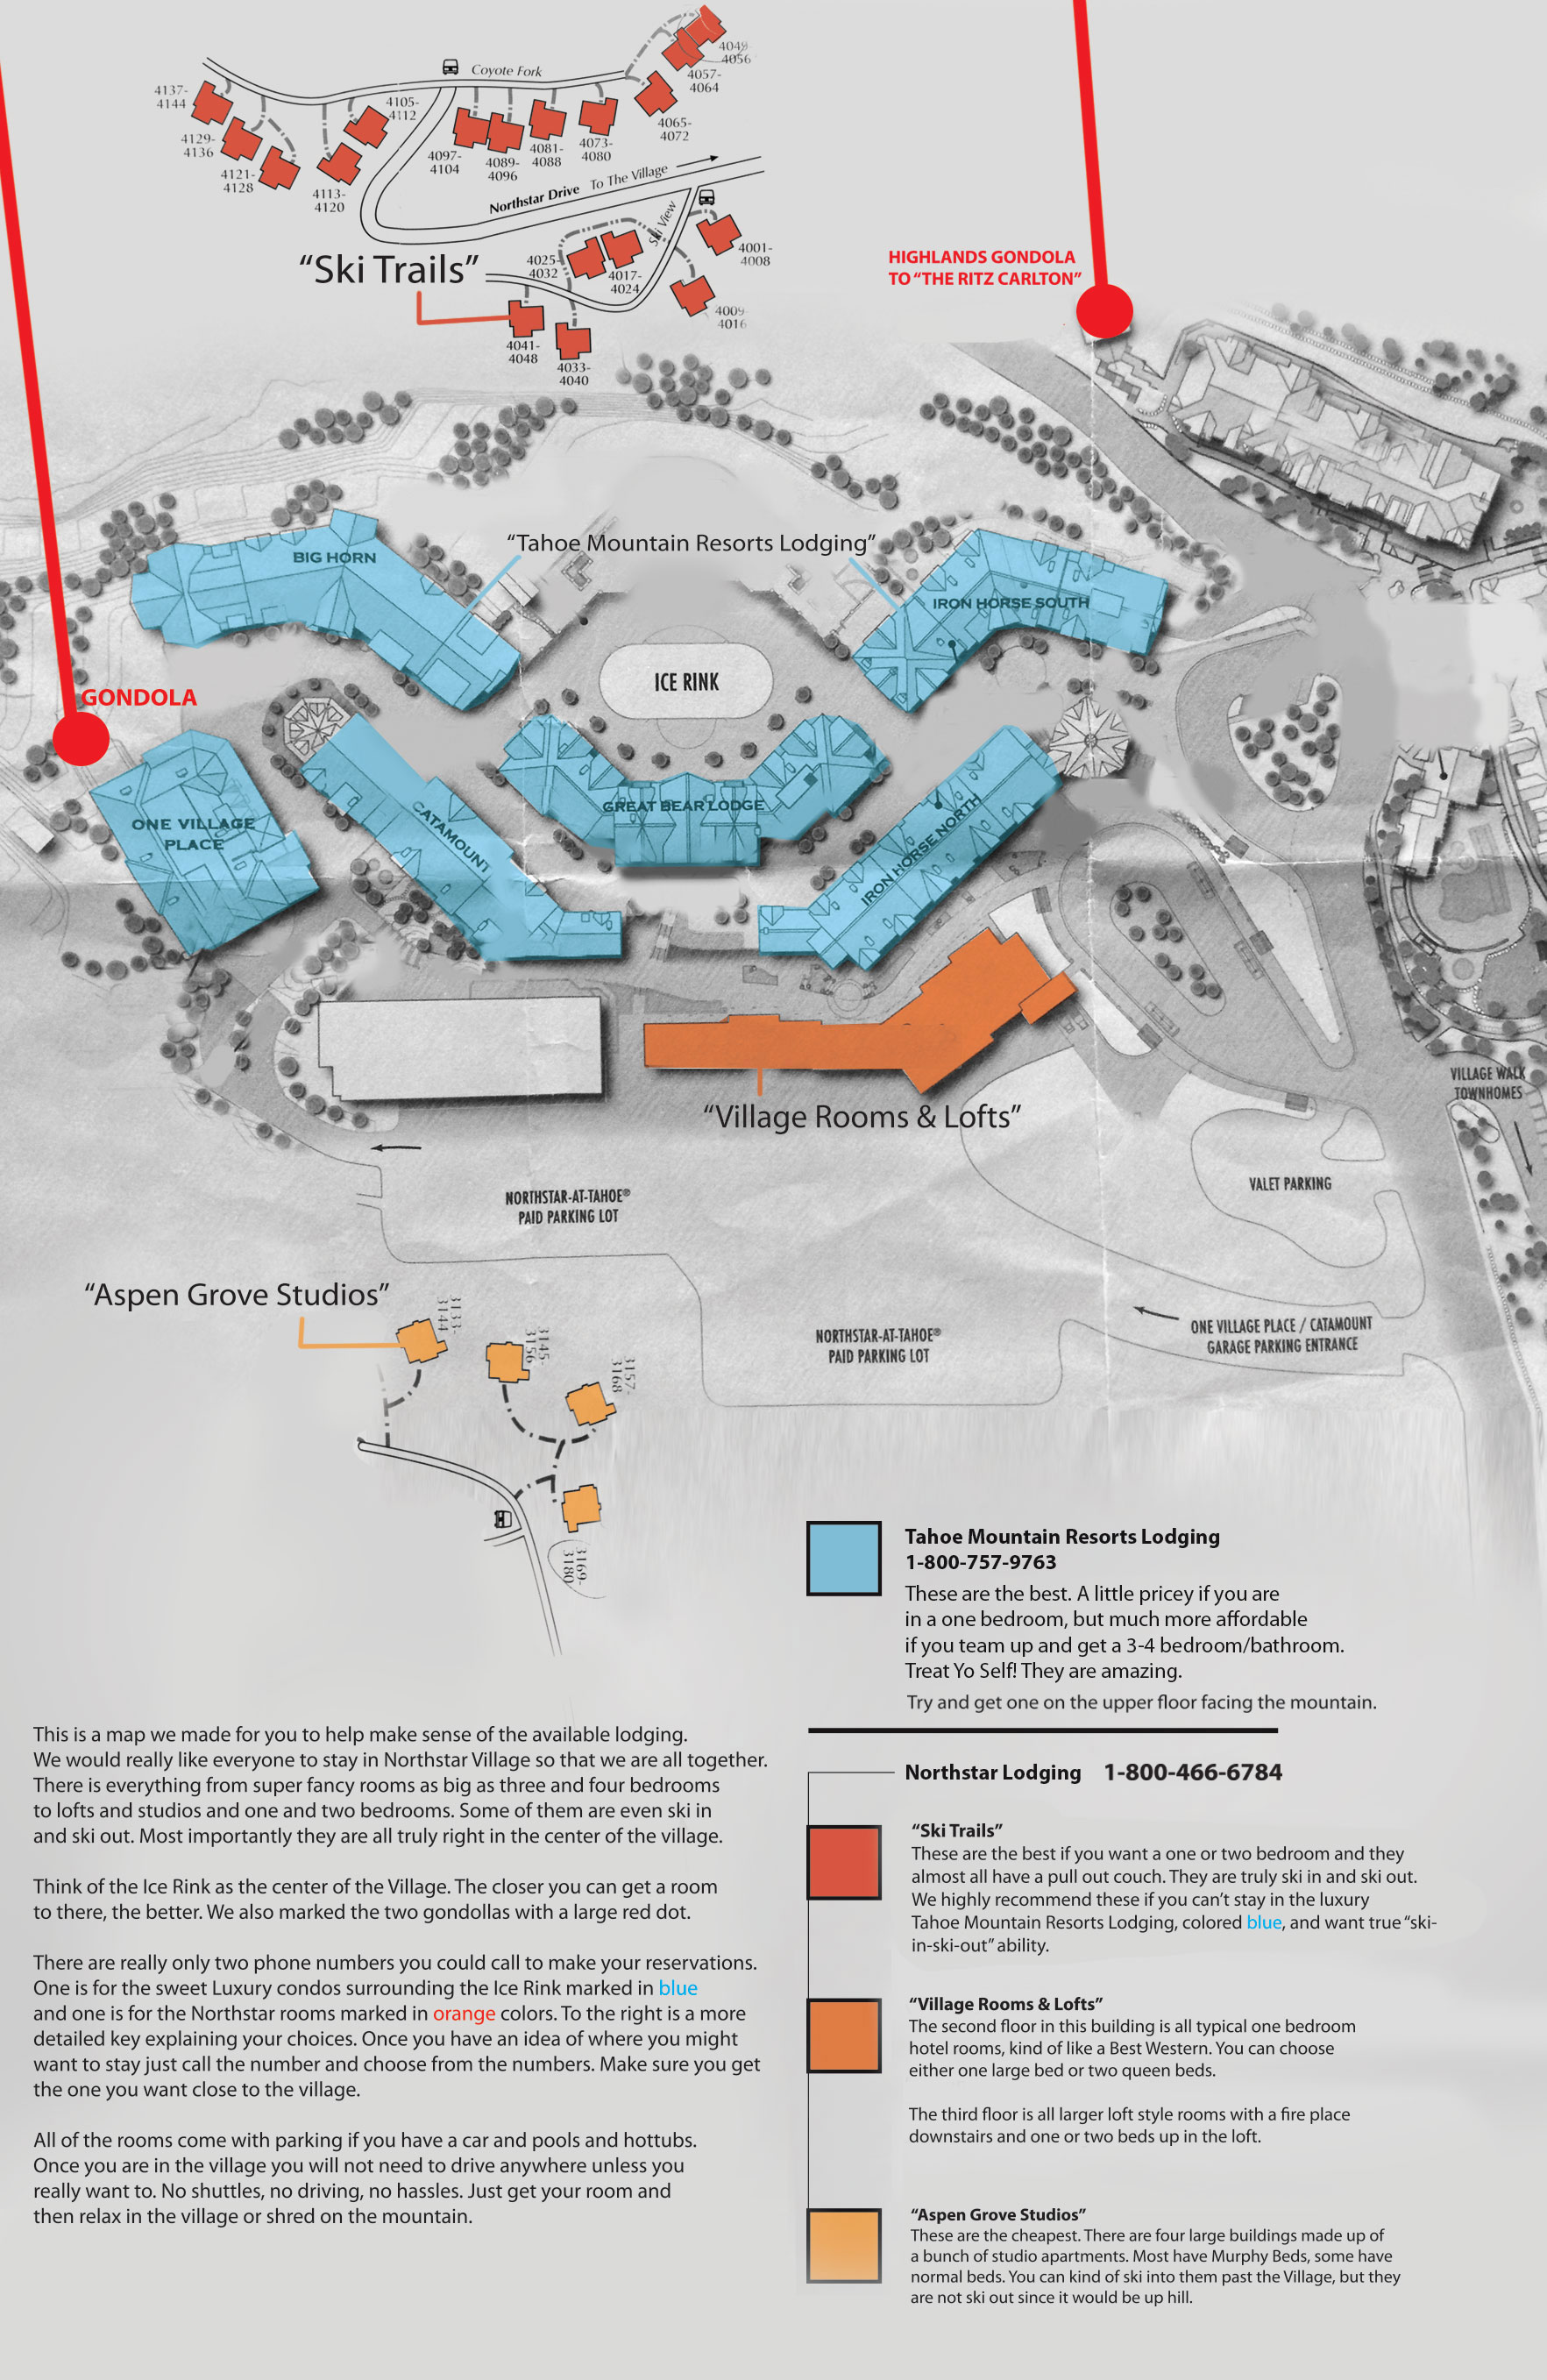 4049-
4056
Coyote Fork
4057-
4064
4137-
4144
4105-
4112
4065-
4072
4129-
4136
4097-
4104
4089-
4096
4081-
4088
4073-
4080
4121-
4128
4113-
4120
Northstar Drive To The Village
Ski View
4001-
4008
“Ski Trails”
4025-
4032
4017-
4024
4009-
4016
4041-
4048
4033-
4040
HIGHLANDS GONDOLA
TO “THE RITZ CARLTON”
“Tahoe Mountain Resorts Lodging”
BIG HORN
IRON HORSE SOUTH
ICE RINK
GONDOLA
ONE VILLAGE
PLACE
CATAMOUNT
GREAT BEAR LODGE
IRON HORSE NORTH
VILLAGE WALK
TOWNHOMES
“Village Rooms & Lofts”
VALET PARKING
NORTHSTAR-AT-TAHOE®
PAID PARKING LOT
“Aspen Grove Studios”
3133-
3144
3145-
3156
3157-
3168
NORTHSTAR-AT-TAHOE®
PAID PARKING LOT
ONE VILLAGE PLACE / CATAMOUNT
GARAGE PARKING ENTRANCE
3169-
3180
Tahoe Mountain Resorts Lodging
1-800-757-9763
These are the best. A little pricey if you are
in a one bedroom, but much more affordable
if you team up and get a 3-4 bedroom/bathroom.
Treat Yo Self! They are amazing.
Try and get one on the upper floor facing the mountain.
This is a map we made for you to help make sense of the available lodging.
We would really like everyone to stay in Northstar Village so that we are all together.
There is everything from super fancy rooms as big as three and four bedrooms
to lofts and studios and one and two bedrooms. Some of them are even ski in
and ski out. Most importantly they are all truly right in the center of the village.
Think of the Ice Rink as the center of the Village. The closer you can get a room
to there, the better. We also marked the two gondollas with a large red dot.
There are really only two phone numbers you could call to make your reservations.
One is for the sweet Luxury condos surrounding the Ice Rink marked in blue
and one is for the Northstar rooms marked in orange colors. To the right is a more
detailed key explaining your choices. Once you have an idea of where you might
want to stay just call the number and choose from the numbers. Make sure you get
the one you want close to the village.
All of the rooms come with parking if you have a car and pools and hottubs.
Once you are in the village you will not need to drive anywhere unless you
really want to. No shuttles, no driving, no hassles. Just get your room and
then relax in the village or shred on the mountain.
Northstar Lodging 1-800-466-6784
“Ski Trails”
These are the best if you want a one or two bedroom and they
almost all have a pull out couch. They are truly ski in and ski out.
We highly recommend these if you can’t stay in the luxury
Tahoe Mountain Resorts Lodging, colored blue, and want true “ski-
in-ski-out” ability.
“Village Rooms & Lofts”
The second floor in this building is all typical one bedroom
hotel rooms, kind of like a Best Western. You can choose
either one large bed or two queen beds.
The third floor is all larger loft style rooms with a fire place
downstairs and one or two beds up in the loft.
“Aspen Grove Studios”
These are the cheapest. There are four large buildings made up of
a bunch of studio apartments. Most have Murphy Beds, some have
normal beds. You can kind of ski into them past the Village, but they
are not ski out since it would be up hill.